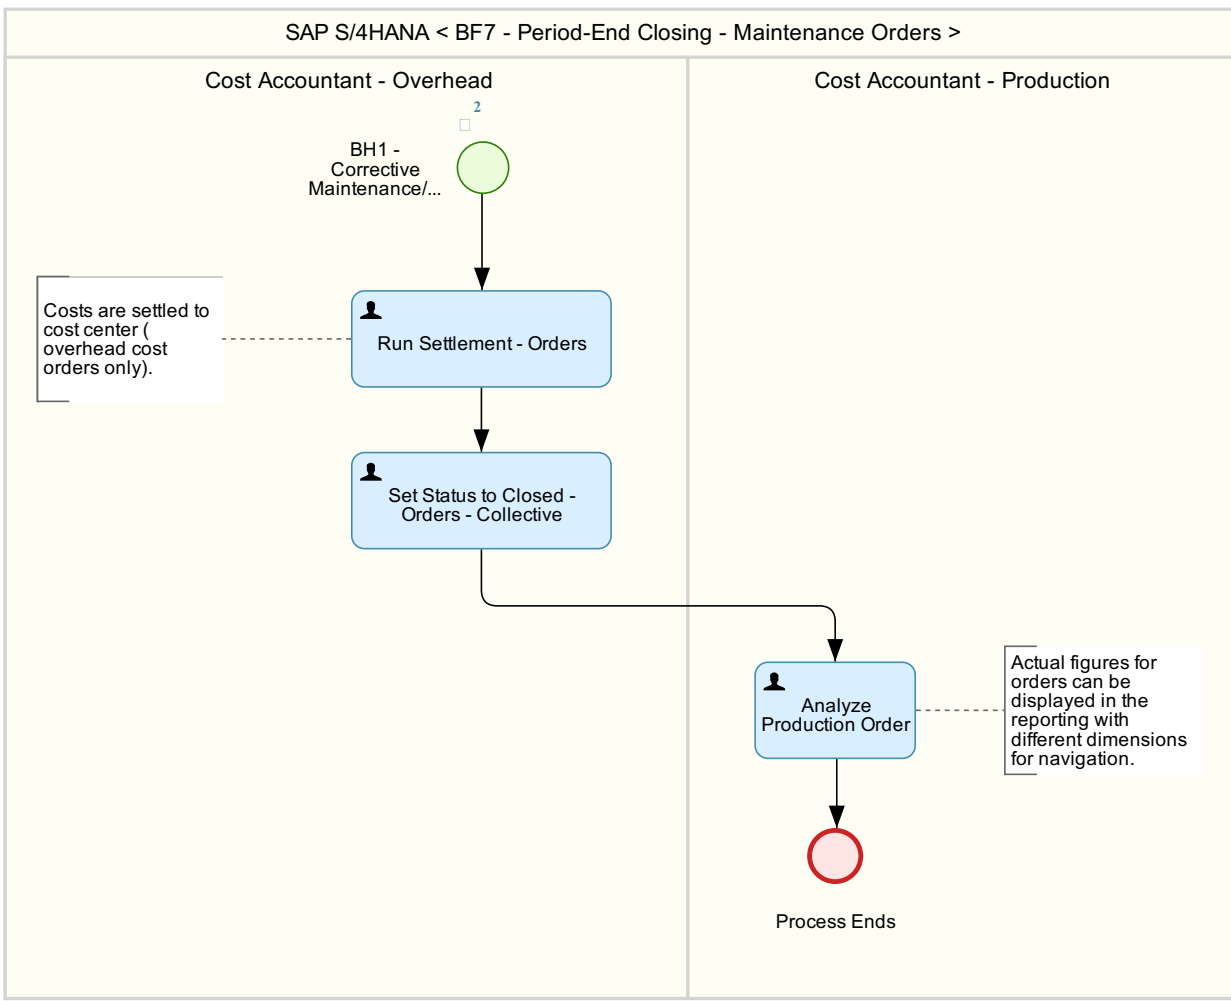 SAP S/4HANA < BF7 - Period-End Closing - Maintenance Orders >
Cost Accountant - Overhead
Cost Accountant - Production
2
BH1 -
Corrective
Maintenance/...
Costs are settled to
cost center (
overhead cost
orders only).
Run Settlement - Orders
Set Status to Closed -
Orders - Collective
Analyze
Production Order
Actual figures for
orders can be
displayed in the
reporting with
different dimensions
for navigation.
Process Ends